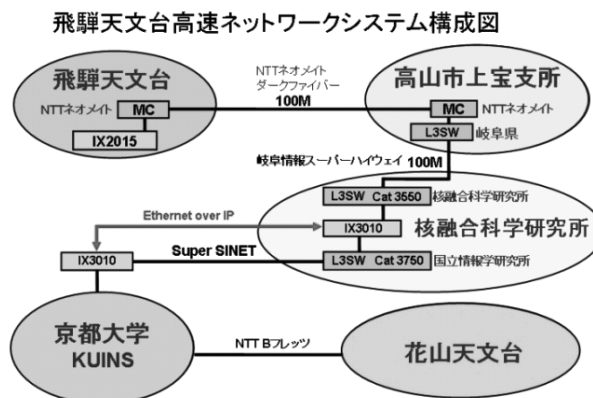 飛騨天文台高速ネットワークシステム構成図
飛騨天文台
NTTネオメイト
MC
IX2015
NTTネオメイト
ダークファイバー
100M
高山市上宝支所
MC
NTTネオメイト
L3SW
岐阜県
岐阜情報スーパーハイウェイ 100M
L3SW Cat 3550
核融合科学研究所
Ethernet over IP
IX3010
核融合科学研究所
IX3010
Super SINET
L3SW Cat 3750
国立情報学研究所
京都大学
KUINS
NTT Bフレッツ
花山天文台